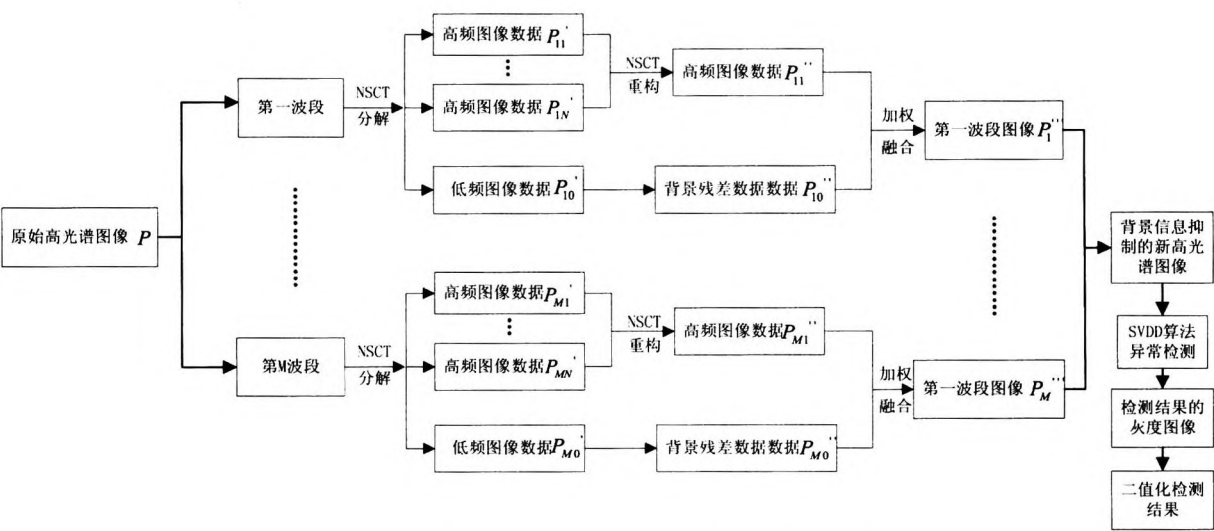 原始高光谱图像 P
第一波段
NSCT
分解
高频图像数据 P11'
高频图像数据 P1N'
低频图像数据 P10'
NSCT
重构
高频图像数据 P11''
背景残差数据数据 P10''
加权
融合
第一波段图像 P1'''
第M波段
NSCT
分解
高频图像数据 PM1'
高频图像数据 PMN'
低频图像数据 PM0'
NSCT
重构
高频图像数据 PM1''
背景残差数据数据 PM0''
加权
融合
第一波段图像 PM'''
背景信息抑
制的新高光
谱图像
SVDD算法
异常检测
检测结果的
灰度图像
二值化检测
结果